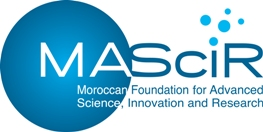 MASciR
Moroccan Foundation for Advanced
Science, Innovation and Research